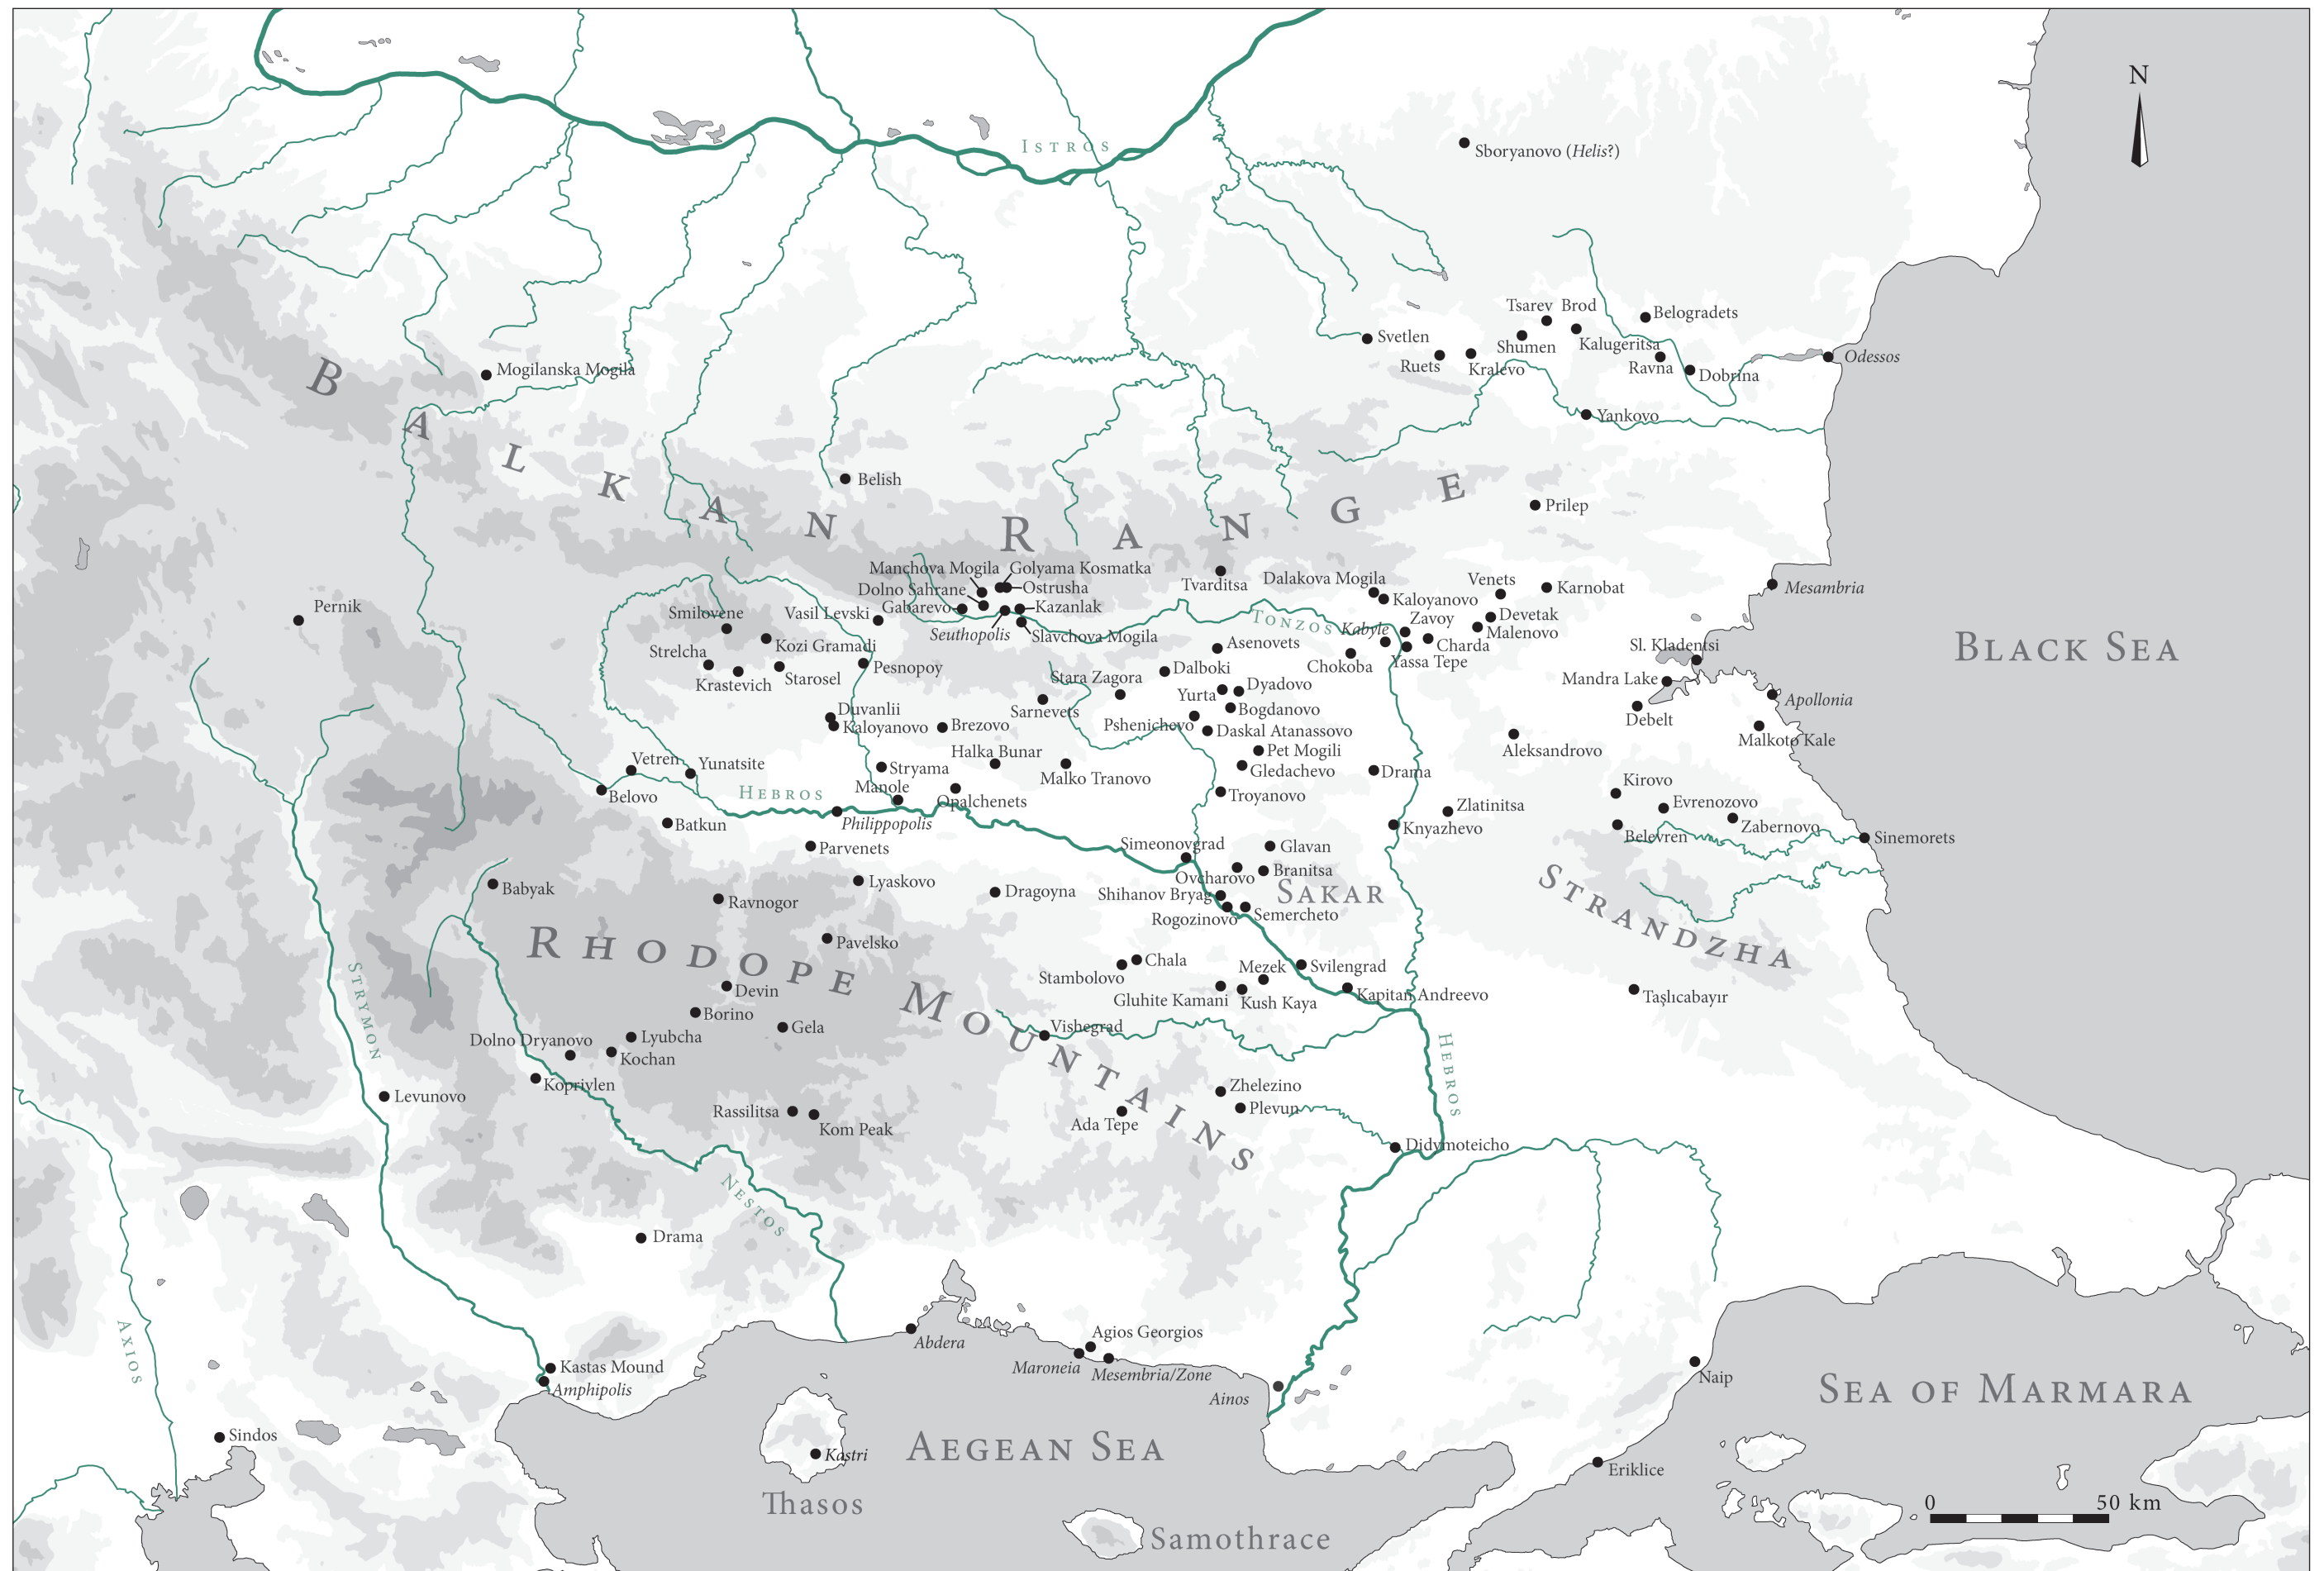 N
ISTROS
Sboryanovo (Helis?)
Tsarev Brod
Belogradets
Svetlen
Shumen
Kalugeritsa
Odessos
Ruets
Kralevo
Ravna
Dobrina
Mogilanska Mogila
Yankovo
BALKAN RANGE
Belish
Prilep
Manchova Mogila
Golyama Kosmatka
Dolno Sahrane
Ostrusha
Tvarditsa
Dalakova Mogila
Venets
Karnobat
Mesambria
Pernik
Smilovene
Vasil Levski
Gabarevo
Kazanlak
Kaloyanovo
Seuthopolis
Slavchova Mogila
TONZOS
Kabyle
Zavoy
Devetak
Malenovo
BLACK SEA
Strelcha
Kozi Gramadi
Asenovets
Charda
Sl. Kladentsi
Krastevich
Starosel
Pesnopoy
Dalboki
Chokoba
Yassa Tepe
Stara Zagora
Yurta
Dyadovo
Mandra Lake
Apollonia
Duvanlii
Sarnevets
Bogdanovo
Debelt
Kaloyanovo
Brezovo
Pshenichevo
Daskal Atanassovo
Malkoto Kale
Halka Bunar
Pet Mogili
Aleksandrovo
Vetren
Yunatsite
Stryama
Malko Tranovo
Gledachevo
Drama
Kirovo
Belovo
HEBROS
Manole
Opalchenets
Troyanovo
Zlatinitsa
Evrenozovo
Batkun
Philippopolis
Knyazhevo
Belevren
Zabernovo
Sinemorets
Parvenets
Simeonovgrad
Glavan
Babyak
Lyaskovo
Dragoyna
Ovcharovo
Branitsa
SAKAR
STRANDZHA
Ravnogor
Shihanov Bryag
Rogozinovo
Semercheto
RHODOPE MOUNTAINS
Pavelsko
Stambolovo
Chala
Mezek
Svilengrad
STRYMON
Devin
Gluhite Kamani
Kush Kaya
Kapitan Andreevo
Taşlıcabayır
Borino
Gela
Vishegrad
HEBROS
Dolno Dryanovo
Lyubcha
Kochan
Koprivlen
Levunovo
Zhelezino
Rassilitsa
Kom Peak
Ada Tepe
Plevun
Didymoteicho
NESTOS
Drama
AXIOS
Abdera
Agios Georgios
Kastas Mound
Maroneia
Mesembria/Zone
Amphipolis
Ainos
Naip
SEA OF MARMARA
Sindos
Kastri
AEGEAN SEA
Eriklice
Thasos
0 50 km
Samothrace